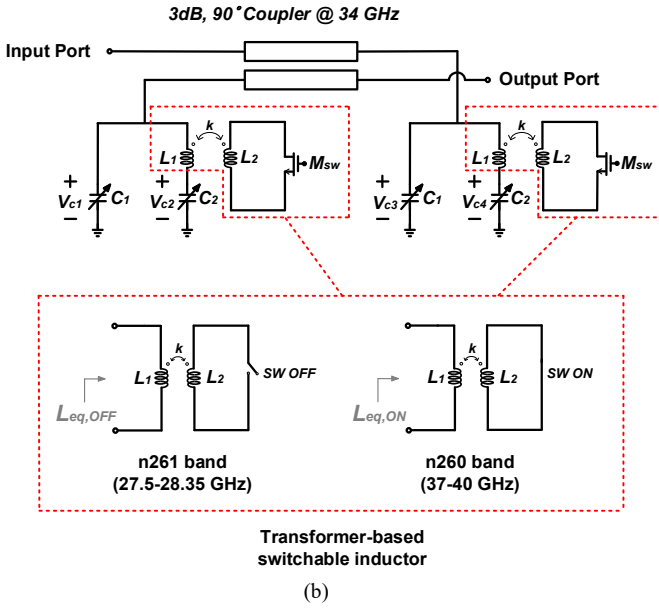 3dB, 90° Coupler @ 34 GHz
Input Port
Output Port
k
L1
L2
Msw
+
Vc1
−
C1
+
Vc2
−
C2
k
L1
L2
Msw
+
Vc3
−
C1
+
Vc4
−
C2
k
L1
L2
SW OFF
Leq,OFF
k
L1
L2
SW ON
Leq,ON
n261 band
(27.5-28.35 GHz)
n260 band
(37-40 GHz)
Transformer-based
switchable inductor
(b)